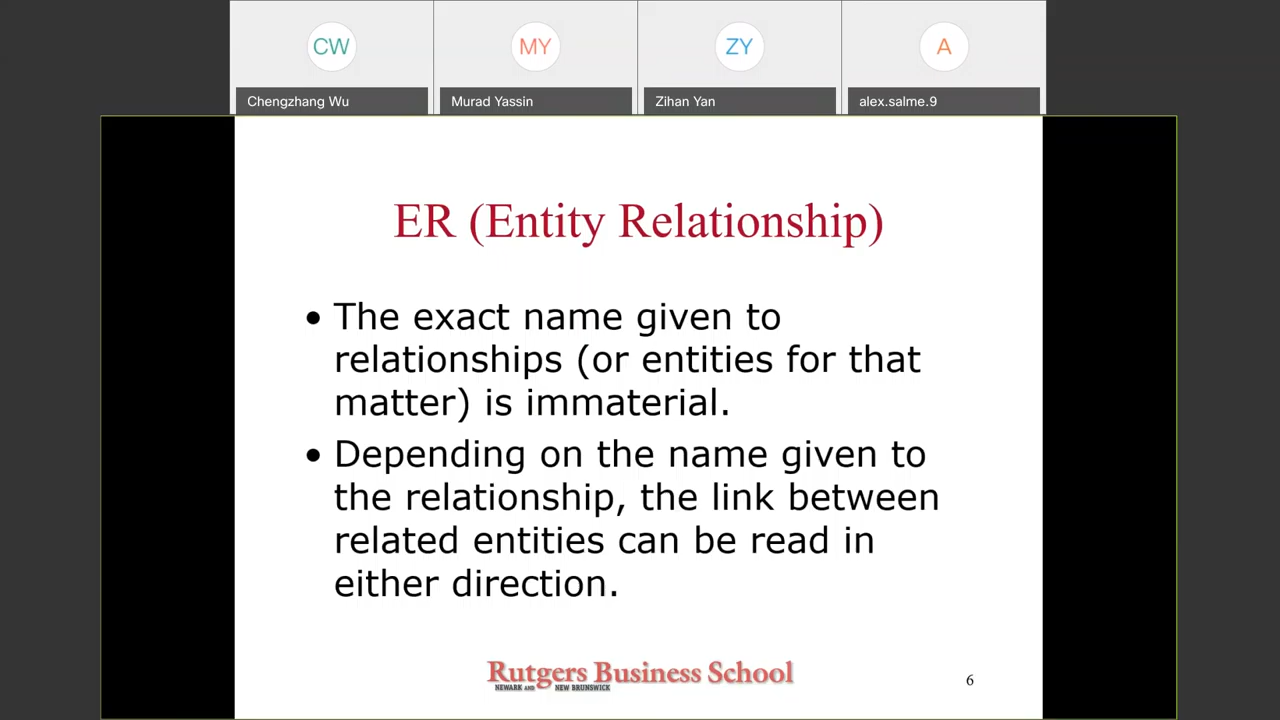 CW
MY
ZY
A
Chengzhang Wu
Murad Yassin
Zihan Yan
alex.salme.9
ER (Entity Relationship)
• The exact name given to
relationships (or entities for that
matter) is immaterial.
• Depending on the name given to
the relationship, the link between
related entities can be read in
either direction.
Rutgers Business School
NEWARK AND NEW BRUNSWICK
6